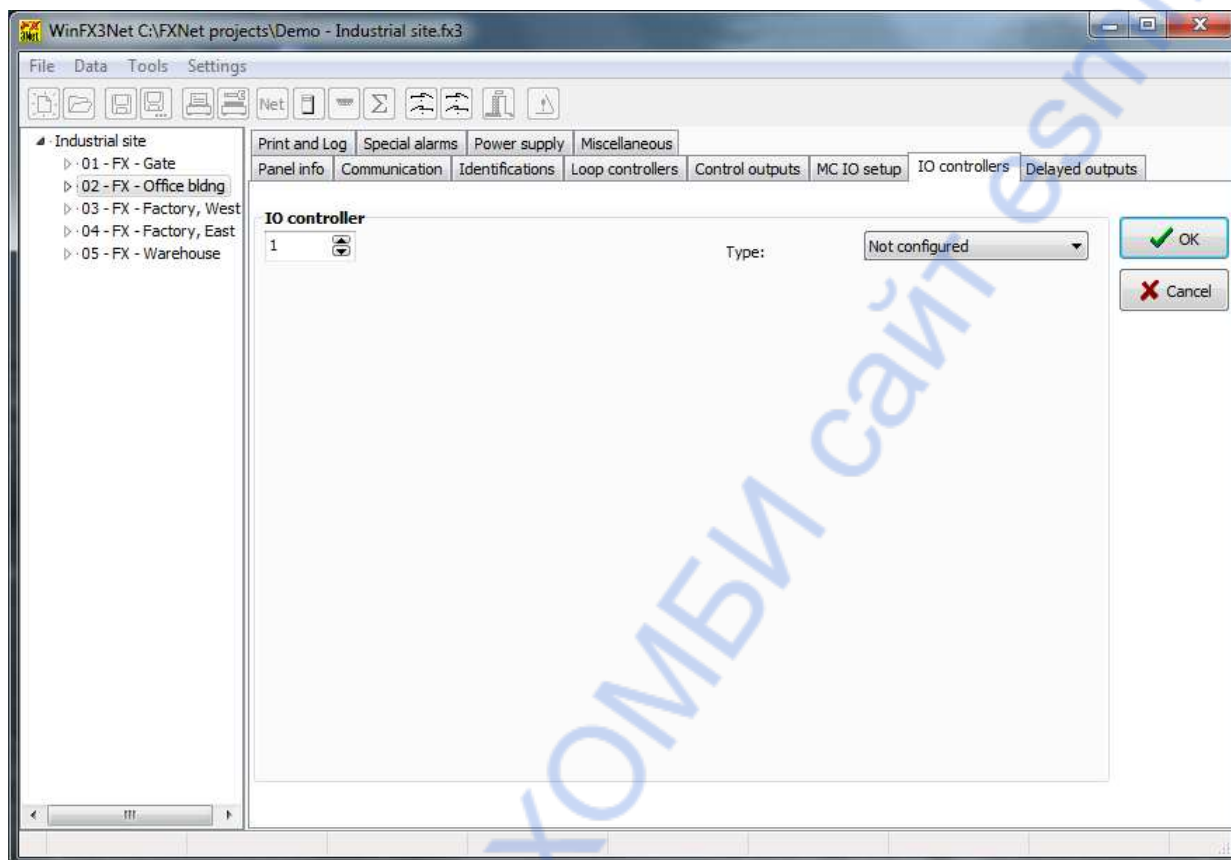 WinFX3Net C:\FXNet projects\Demo - Industrial site.fx3
File Data Tools Settings
Net
Industrial site
01 - FX - Gate
02 - FX - Office bldng
03 - FX - Factory, West
04 - FX - Factory, East
05 - FX - Warehouse
Print and Log Special alarms Power supply Miscellaneous
Panel info Communication Identifications Loop controllers Control outputs MC IO setup IO controllers Delayed outputs
IO controller
1
Type: Not configured
OK
Cancel
ХОМБИ сайт